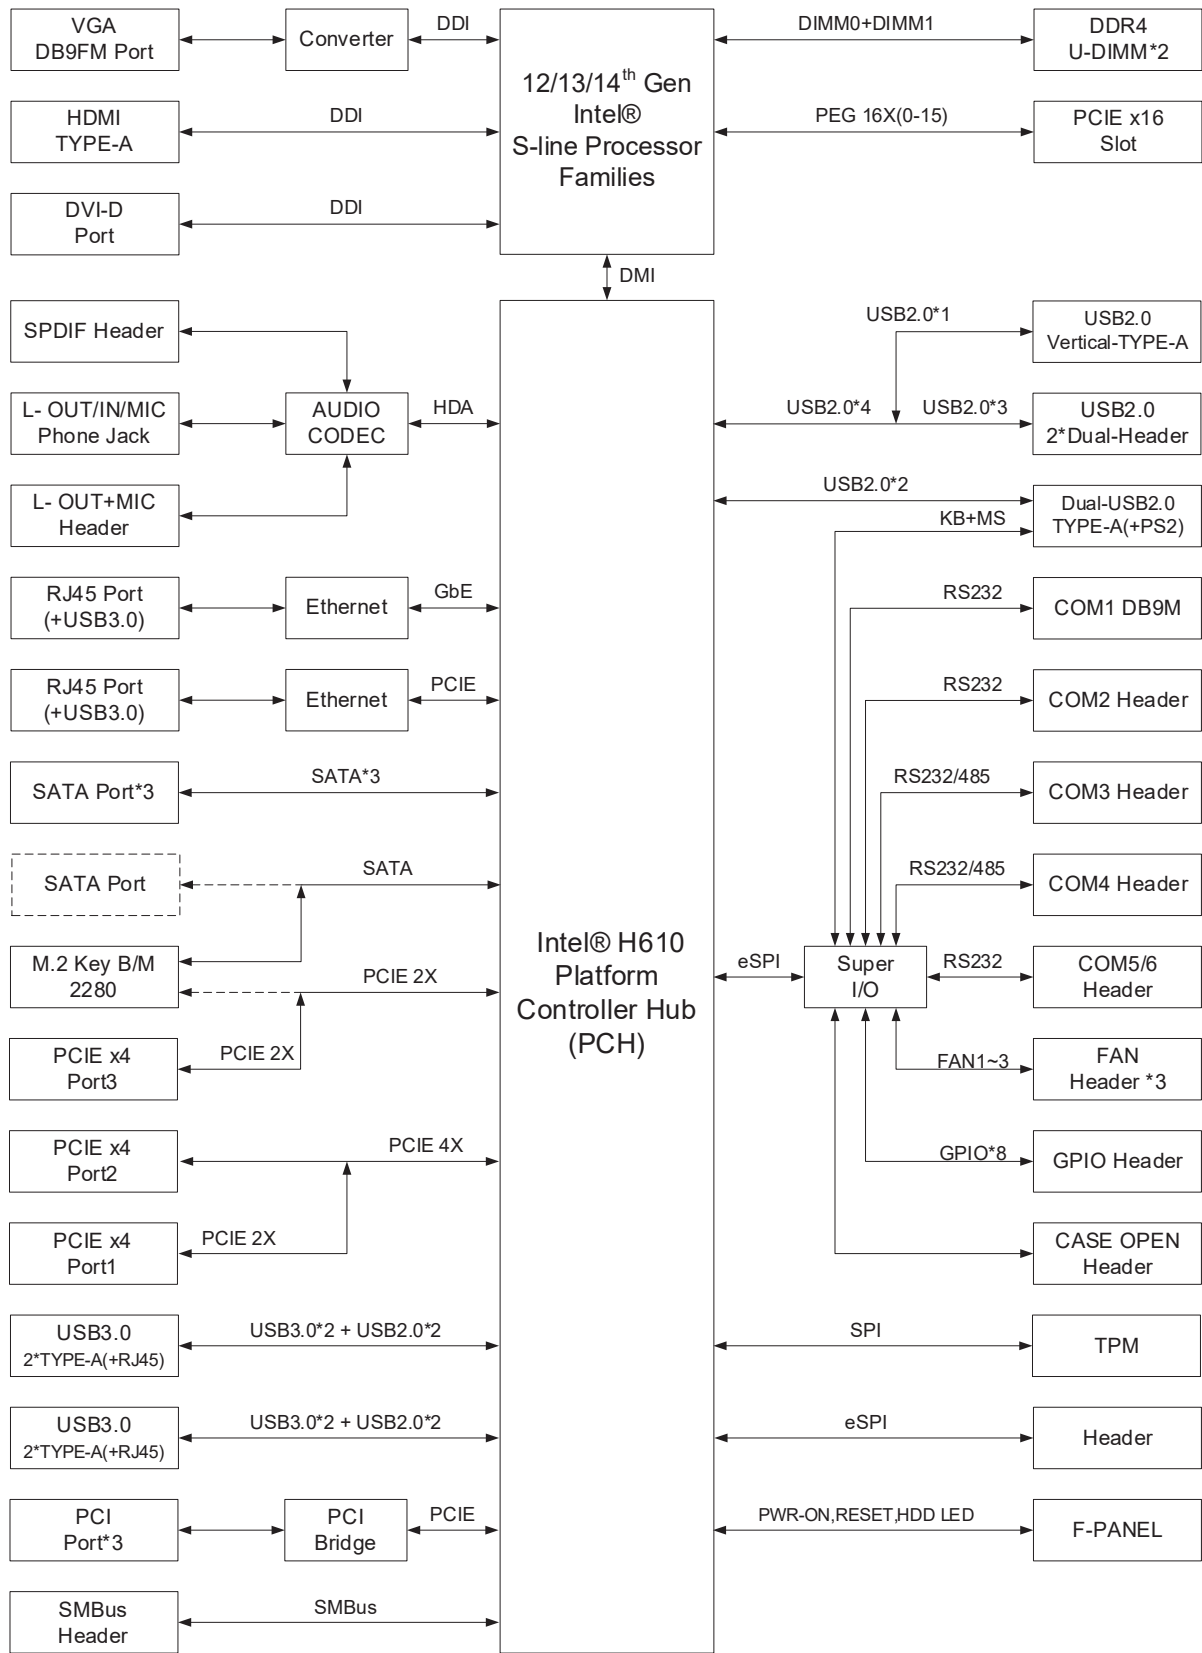 VGA
DB9FM Port
Converter
DDI
12/13/14th Gen
Intel®
S-line Processor
Families
DIMM0+DIMM1
DDR4
U-DIMM*2
HDMI
TYPE-A
DDI
PEG 16X(0-15)
PCIE x16
Slot
DVI-D
Port
DDI
DMI
SPDIF Header
USB2.0*1
USB2.0
Vertical-TYPE-A
L- OUT/IN/MIC
Phone Jack
AUDIO
CODEC
HDA
USB2.0*4
USB2.0*3
USB2.0
2*Dual-Header
L- OUT+MIC
Header
USB2.0*2
KB+MS
Dual-USB2.0
TYPE-A(+PS2)
RJ45 Port
(+USB3.0)
Ethernet
GbE
RS232
COM1 DB9M
RJ45 Port
(+USB3.0)
Ethernet
PCIE
RS232
COM2 Header
SATA Port*3
SATA*3
RS232/485
COM3 Header
SATA Port
SATA
RS232/485
COM4 Header
M.2 Key B/M
2280
PCIE 2X
Intel® H610
Platform
Controller Hub
(PCH)
eSPI
Super
I/O
RS232
COM5/6
Header
PCIE x4
Port3
PCIE 2X
FAN1~3
FAN
Header *3
PCIE x4
Port2
PCIE 4X
GPIO*8
GPIO Header
PCIE x4
Port1
PCIE 2X
CASE OPEN
Header
USB3.0
2*TYPE-A(+RJ45)
USB3.0*2 + USB2.0*2
SPI
TPM
USB3.0
2*TYPE-A(+RJ45)
USB3.0*2 + USB2.0*2
eSPI
Header
PCI
Port*3
PCI
Bridge
PCIE
PWR-ON,RESET,HDD LED
F-PANEL
SMBus
Header
SMBus